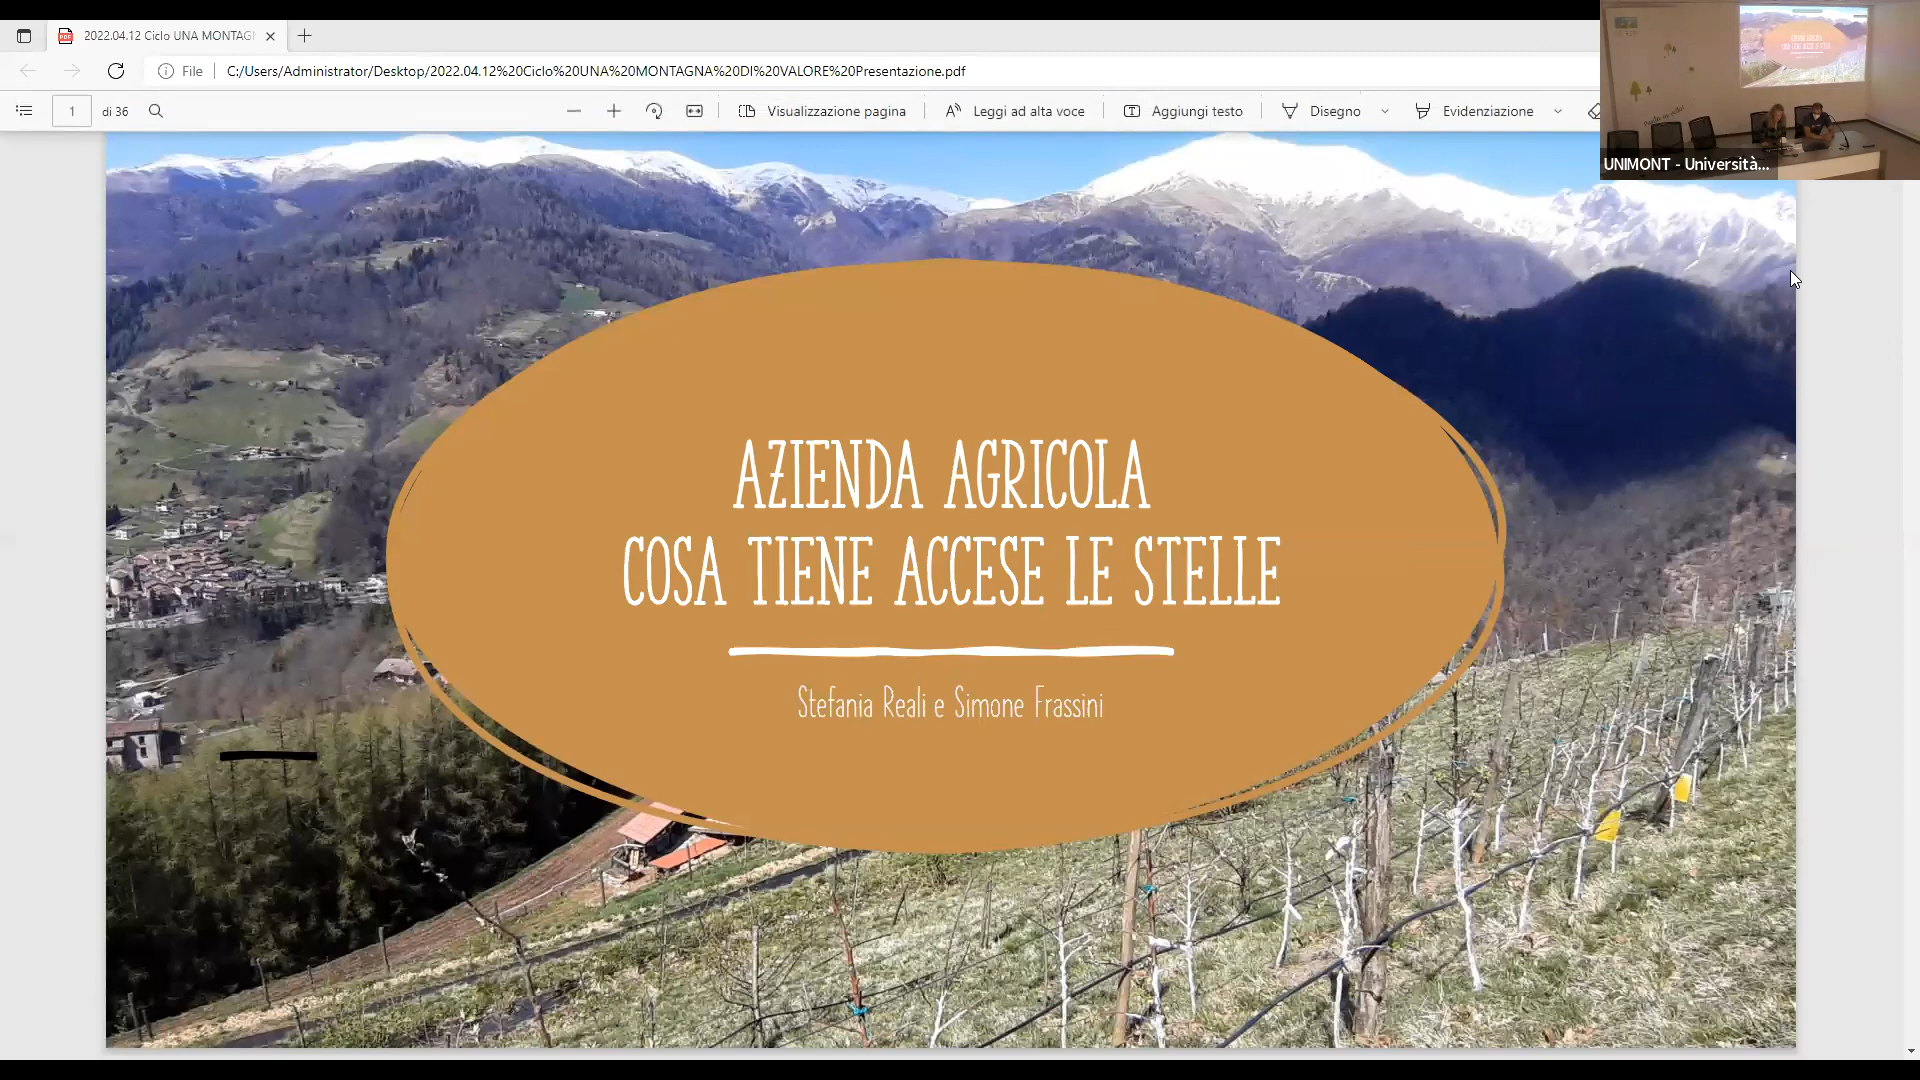 2022.04.12 Ciclo UNA MONTAGN
File
C:/Users/Administrator/Desktop/2022.04.12%20Ciclo%20UNA%20MONTAGNA%20DI%20VALORE%20Presentazione.pdf
1 di 36
Visualizzazione pagina
Leggi ad alta voce
Aggiungi testo
Disegno
Evidenziazione
UNIMONT - Università...
AZIENDA AGRICOLA
COSA TIENE ACCESE LE STELLE
Stefania Reali e Simone Frassini